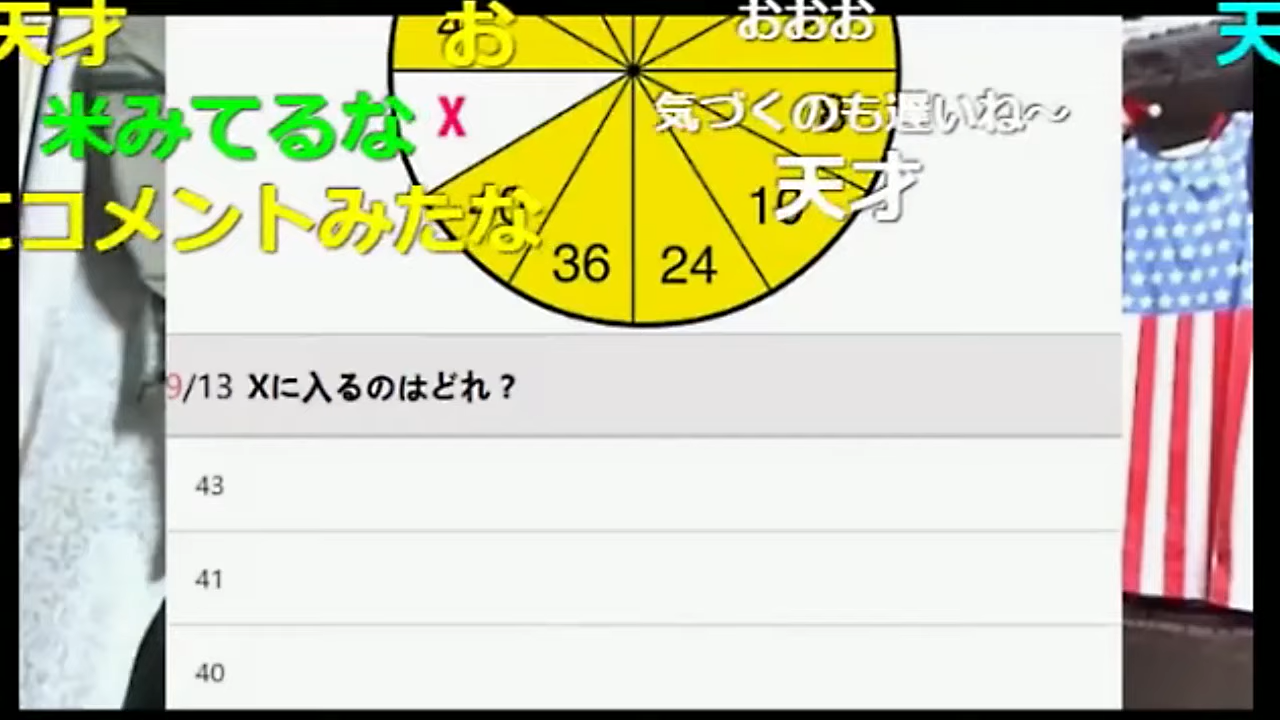 天才
お
おおお
天
米みてるな
X
気づくのも遅いね～
コメントみたな
天才
36
24
9/13 Xに入るのはどれ？
43
41
40